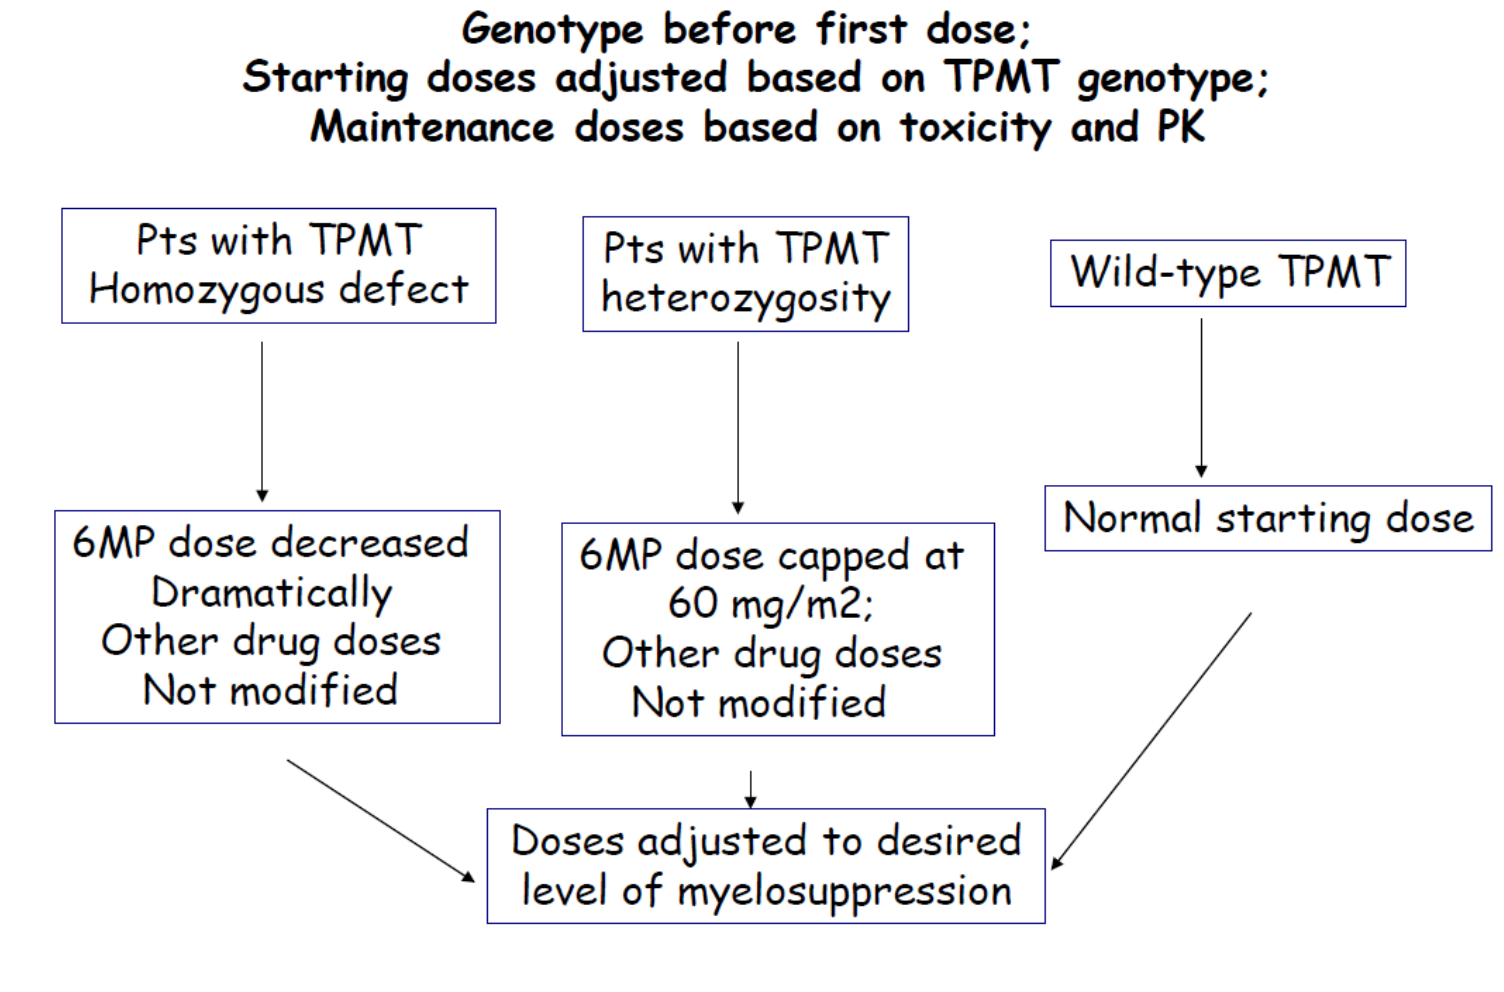 Genotype before first dose;
Starting doses adjusted based on TPMT genotype;
Maintenance doses based on toxicity and PK
Pts with TPMT
Homozygous defect
Pts with TPMT
heterozygosity
Wild-type TPMT
6MP dose decreased
Dramatically
Other drug doses
Not modified
6MP dose capped at
60 mg/m2;
Other drug doses
Not modified
Normal starting dose
Doses adjusted to desired
level of myelosuppression